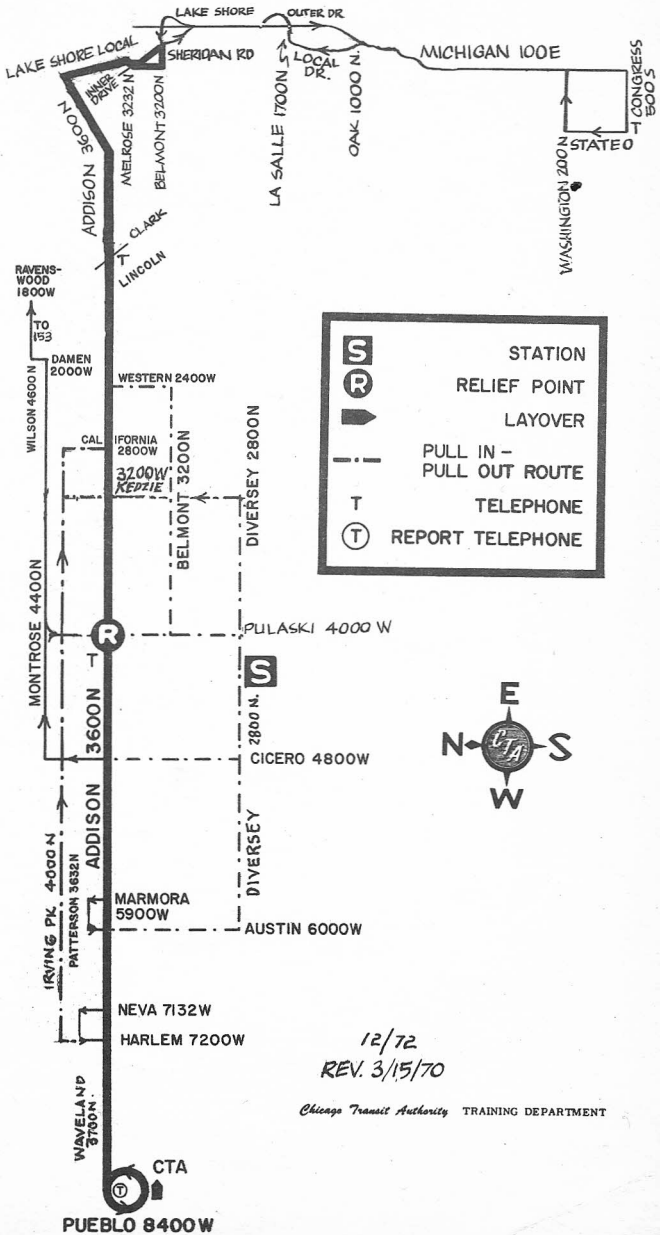 LAKE SHORE
OUTER DR.
LAKE SHORE LOCAL
SHERIDAN RD
LOCAL
DR.
MICHIGAN 100E
CONGRESS
500 S
T
STATE 0
INNER
DRIVE
MELROSE 3232 N
BELMONT 3200N
LA SALLE 1700N
OAK 1000 N.
WASHINGTON 200N
ADDISON 3600N
CLARK
T
LINCOLN
RAVENS-
WOOD
1800W
TO
153
DAMEN
2000W
WILSON 4600N
WESTERN 2400W
CALIFORNIA
2800W
3200W
KEDZIE
BELMONT 3200N
DIVERSEY 2800N
MONTROSE 4400N
R
T
PULASKI 4000 W
S
2800 N.
CICERO 4800W
ADDISON 3600N
DIVERSEY
IRVING PK. 4000 N
PATTERSON 3632N
MARMORA
5900W
AUSTIN 6000W
NEVA 7132W
HARLEM 7200W
WAVELAND
3700N.
CTA
T
PUEBLO 8400W
S STATION
R RELIEF POINT
LAYOVER
PULL IN -
PULL OUT ROUTE
T TELEPHONE
T REPORT TELEPHONE
E
N CTA S
W
12/72
REV. 3/15/70
Chicago Transit Authority TRAINING DEPARTMENT